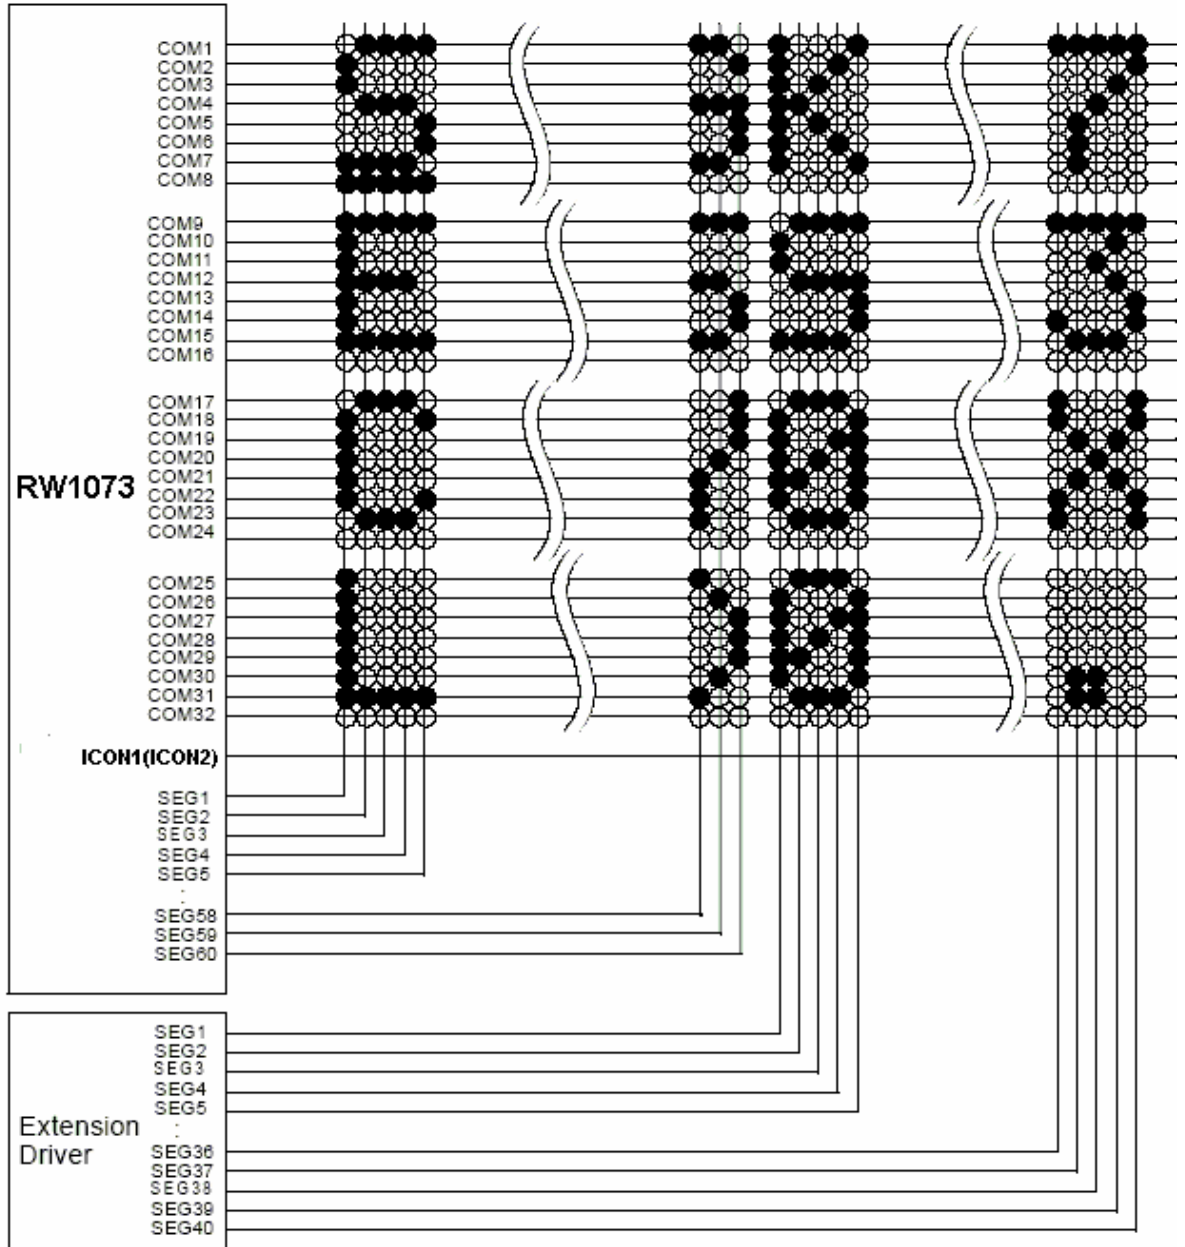 COM1
COM2
COM3
COM4
COM5
COM6
COM7
COM8
COM9
COM10
COM11
COM12
COM13
COM14
COM15
COM16
COM17
COM18
COM19
COM20
COM21
COM22
COM23
COM24
RW1073
COM25
COM26
COM27
COM28
COM29
COM30
COM31
COM32
ICON1(ICON2)
SEG1
SEG2
SEG3
SEG4
SEG5
:
SEG58
SEG59
SEG60
SEG1
SEG2
SEG3
SEG4
SEG5
:
Extension
Driver
SEG36
SEG37
SEG38
SEG39
SEG40